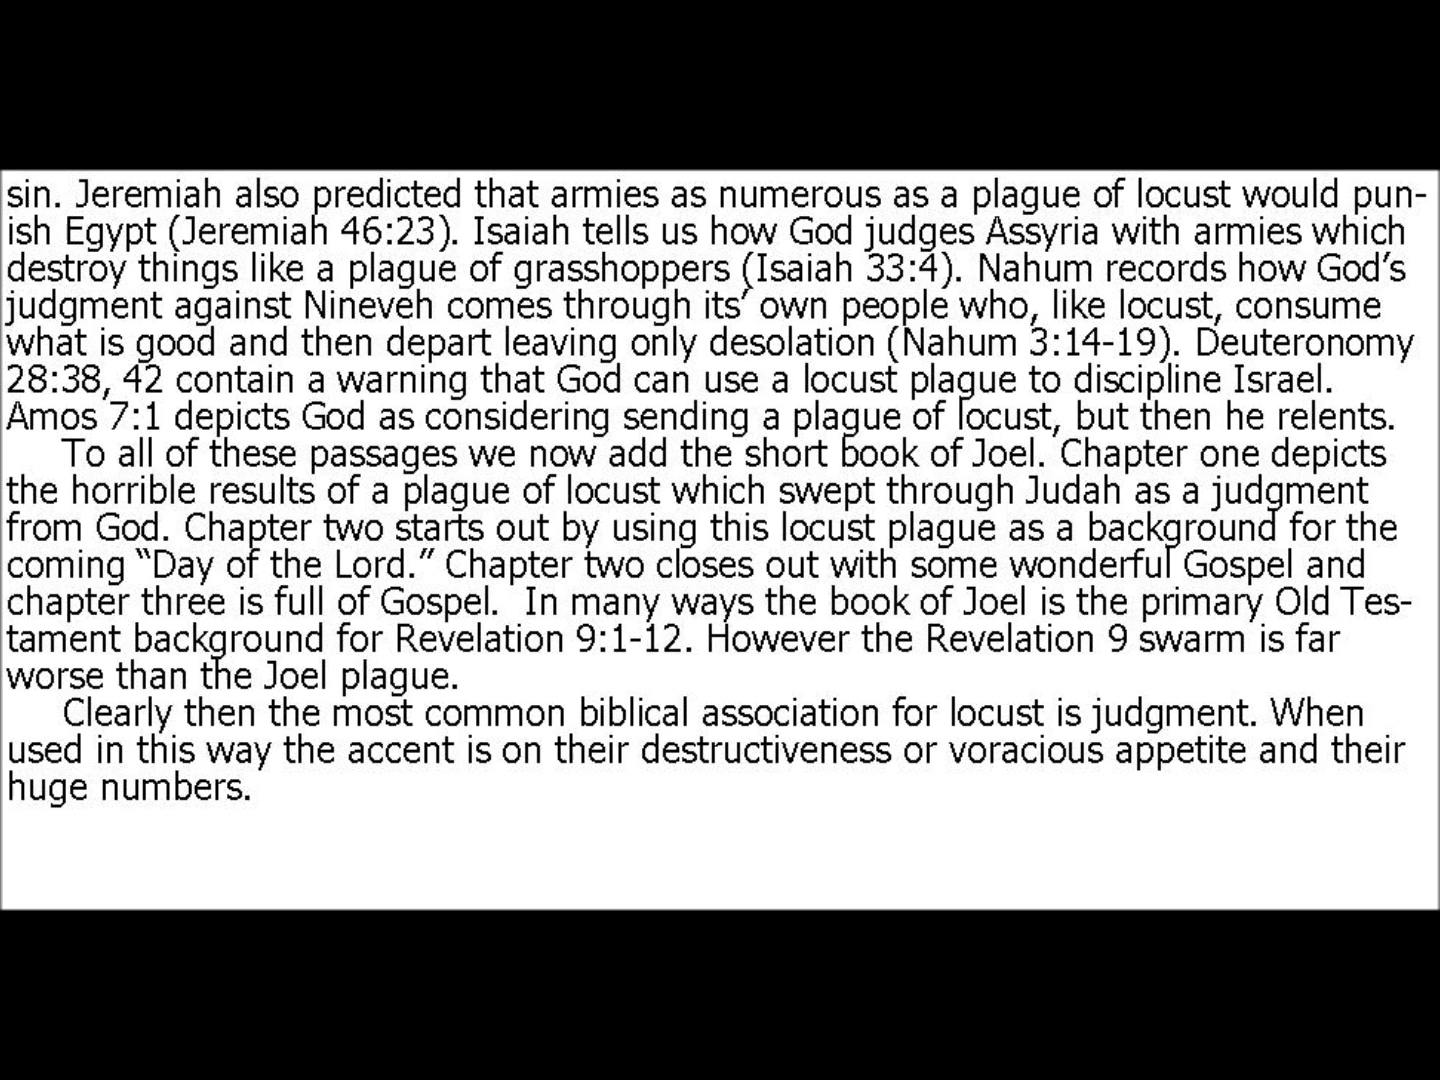 sin. Jeremiah also predicted that armies as numerous as a plague of locust would pun-
ish Egypt (Jeremiah 46:23). Isaiah tells us how God judges Assyria with armies which
destroy things like a plague of grasshoppers (Isaiah 33:4). Nahum records how God’s
judgment against Nineveh comes through its’ own people who, like locust, consume
what is good and then depart leaving only desolation (Nahum 3:14-19). Deuteronomy
28:38, 42 contain a warning that God can use a locust plague to discipline Israel.
Amos 7:1 depicts God as considering sending a plague of locust, but then he relents.
To all of these passages we now add the short book of Joel. Chapter one depicts
the horrible results of a plague of locust which swept through Judah as a judgment
from God. Chapter two starts out by using this locust plague as a background for the
coming “Day of the Lord.” Chapter two closes out with some wonderful Gospel and
chapter three is full of Gospel.  In many ways the book of Joel is the primary Old Tes-
tament background for Revelation 9:1-12. However the Revelation 9 swarm is far
worse than the Joel plague.
Clearly then the most common biblical association for locust is judgment. When
used in this way the accent is on their destructiveness or voracious appetite and their
huge numbers.